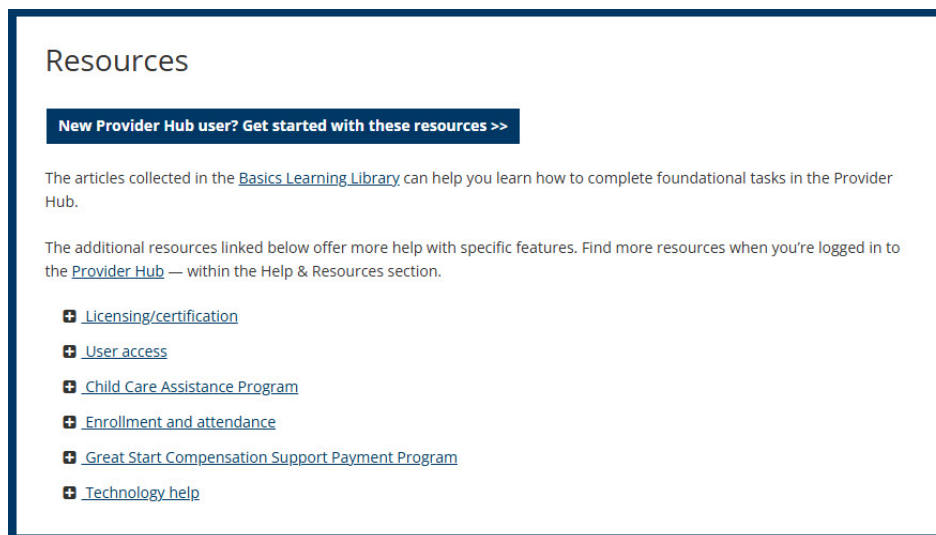 Resources
New Provider Hub user? Get started with these resources >>
The articles collected in the Basics Learning Library can help you learn how to complete foundational tasks in the Provider
Hub.
The additional resources linked below offer more help with specific features. Find more resources when you’re logged in to
the Provider Hub — within the Help & Resources section.
Licensing/certification
User access
Child Care Assistance Program
Enrollment and attendance
Great Start Compensation Support Payment Program
Technology help